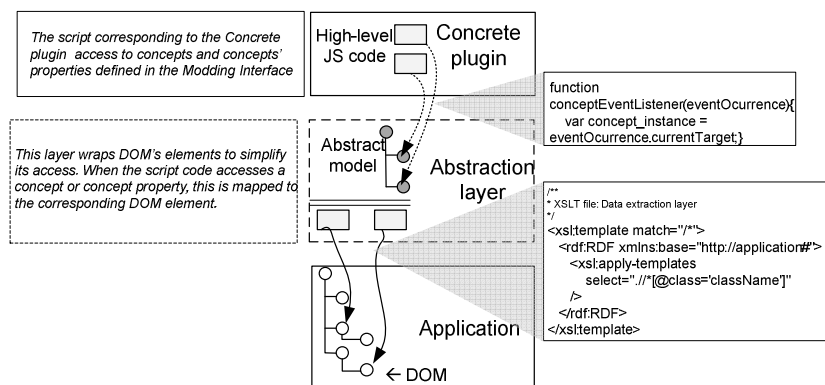 The script corresponding to the Concrete
plugin access to concepts and concepts'
properties defined in the Modding Interface
High-level
JS code
Concrete
plugin
function
conceptEventListener(eventOcurrence){
var concept_instance =
eventOcurrence.currentTarget;}
This layer wraps DOM's elements to simplify
its access. When the script code accesses a
concept or concept property, this is mapped to
the corresponding DOM element.
Abstract
model
Abstraction
layer
/**
* XSLT file: Data extraction layer
*/
<xsl:template match="/*">
<rdf:RDF xmlns:base="http://application#">
<xsl:apply-templates
select=".//*[@class='className']"
/>
</rdf:RDF>
</xsl:template>
Application
← DOM